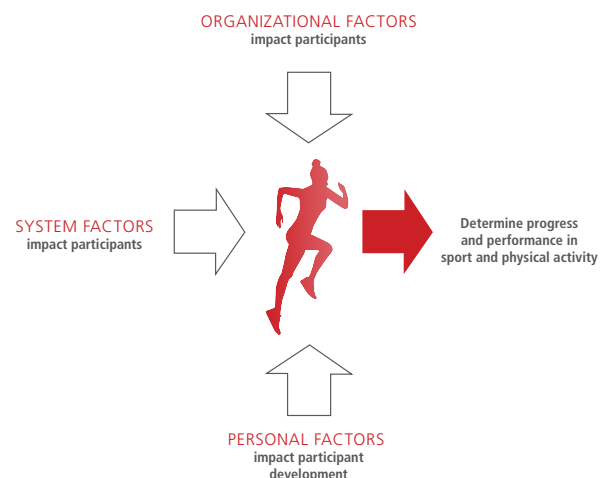 ORGANIZATIONAL FACTORS
impact participants
SYSTEM FACTORS
impact participants
Determine progress
and performance in
sport and physical activity
PERSONAL FACTORS
impact participant
development